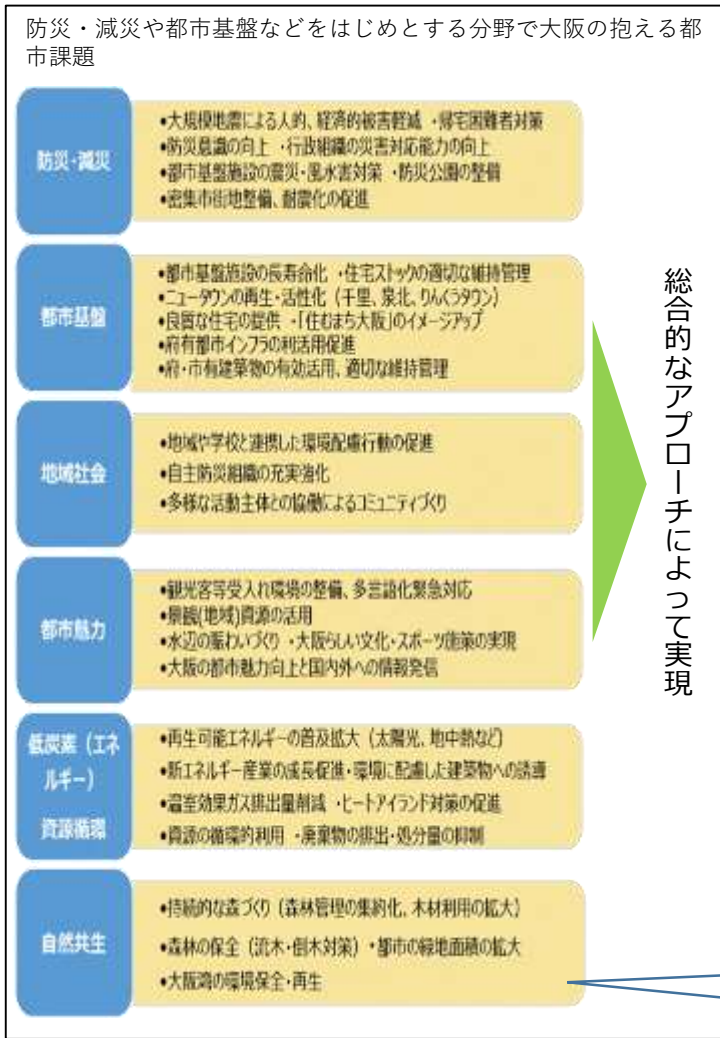 防災・減災や都市基盤などをはじめとする分野で大阪の抱える都
市課題
防災・減災
•大規模地震による人的、経済的被害軽減 ・帰宅困難者対策
•防災意識の向上 ・行政組織の災害対応能力の向上
•都市基盤施設の震災・風水害対策 ・防災公園の整備
•密集市街地整備、耐震化の促進
都市基盤
•都市基盤施設の長寿命化 ・住宅ストックの適切な維持管理
•ニュータウンの再生・活性化（千里、泉北、りんくうタウン）
•良質な住宅の提供 ・「住むまち大阪」のイメージアップ
•府有都市インフラの利活用促進
•府・市有建築物の有効活用、適切な維持管理
地域社会
•地域や学校と連携した環境配慮行動の促進
•自主防災組織の充実強化
•多様な活動主体との協働によるコミュニティづくり
都市魅力
•観光客等受入れ環境の整備、多言語化緊急対応
•景観(地域)資源の活用
•水辺の賑わいづくり ・大阪らしい文化・スポーツ施策の実現
•大阪の都市魅力向上と国内外への情報発信
低炭素（エネ
ルギー）
資源循環
•再生可能エネルギーの普及拡大（太陽光、地中熱など）
•新エネルギー産業の成長促進・環境に配慮した建築物への誘導
•温室効果ガス排出量削減 ・ヒートアイランド対策の促進
•資源の循環的利用 ・廃棄物の排出・処分量の抑制
自然共生
•持続的な森づくり（森林管理の集約化、木材利用の拡大）
•森林の保全（流木・倒木対策）・都市の緑地面積の拡大
•大阪湾の環境保全・再生
総合的なアプローチによって実現